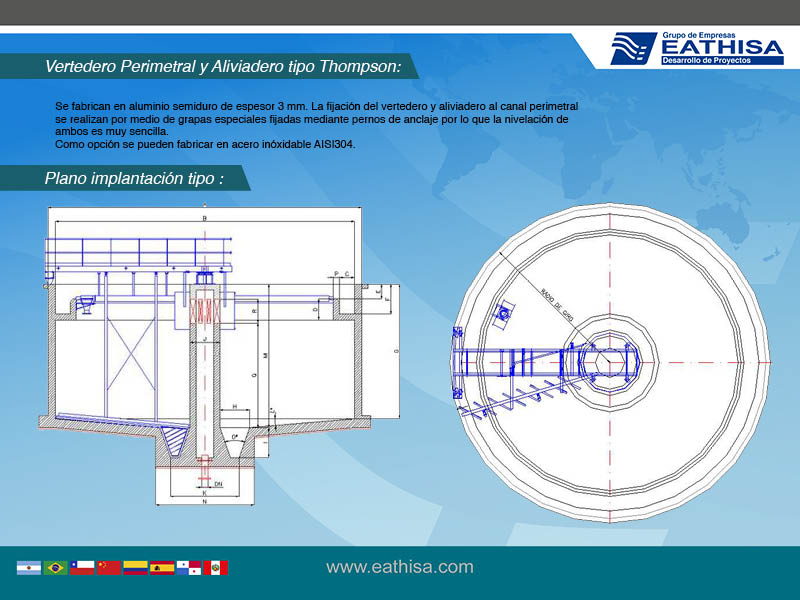 Grupo de Empresas
EATHISA
Desarrollo de Proyectos
Vertedero Perimetral y Aliviadero tipo Thompson:
Se fabrican en aluminio semiduro de espesor 3 mm. La fijación del vertedero y aliviadero al canal perimetral
se realizan por medio de grapas especiales fijadas mediante pernos de anclaje por lo que la nivelación de
ambos es muy sencilla.
Como opción se pueden fabricar en acero inóxidable AISI304.
Plano implantación tipo :
B
P C
E
F
D
R
J
M
G
Q
H
O°
I
DN
K
N
RADIO DE GIRO
www.eathisa.com